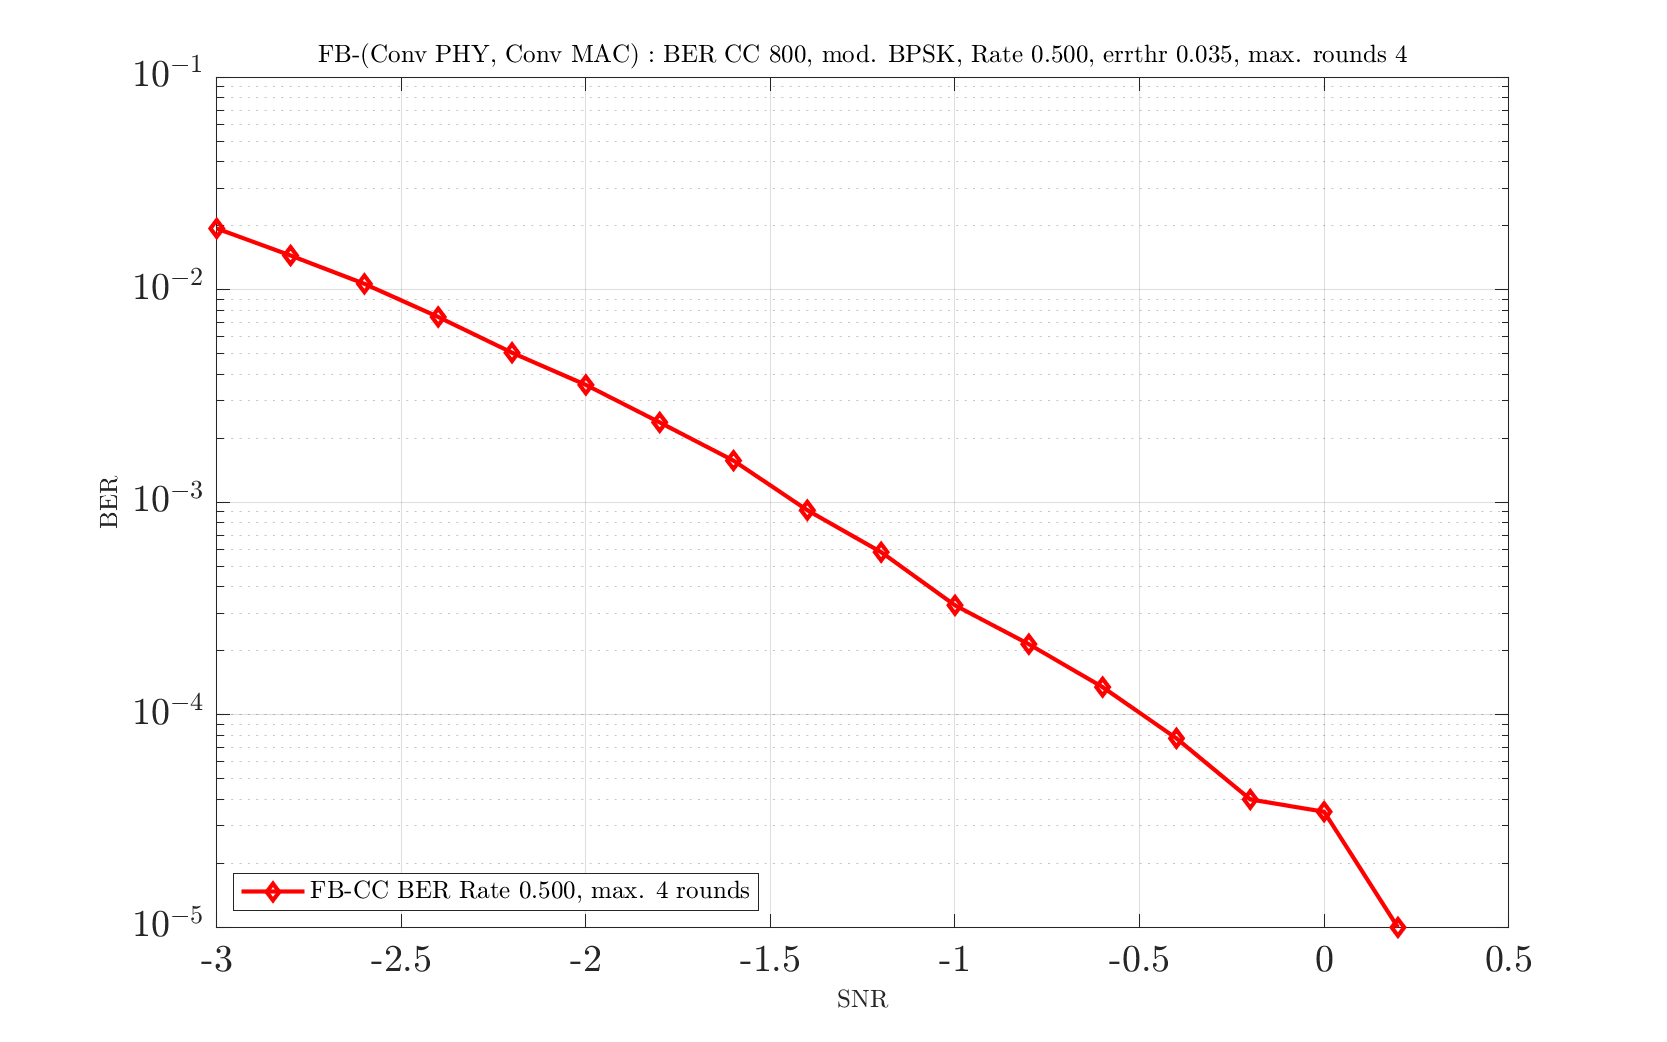 FB-(Conv PHY, Conv MAC) : BER CC 800, mod. BPSK, Rate 0.500, errthr 0.035, max. rounds 4
10^{-1}
10^{-2}
10^{-3}
10^{-4}
10^{-5}
BER
FB-CC BER Rate 0.500, max. 4 rounds
-3 -2.5 -2 -1.5 -1 -0.5 0 0.5
SNR